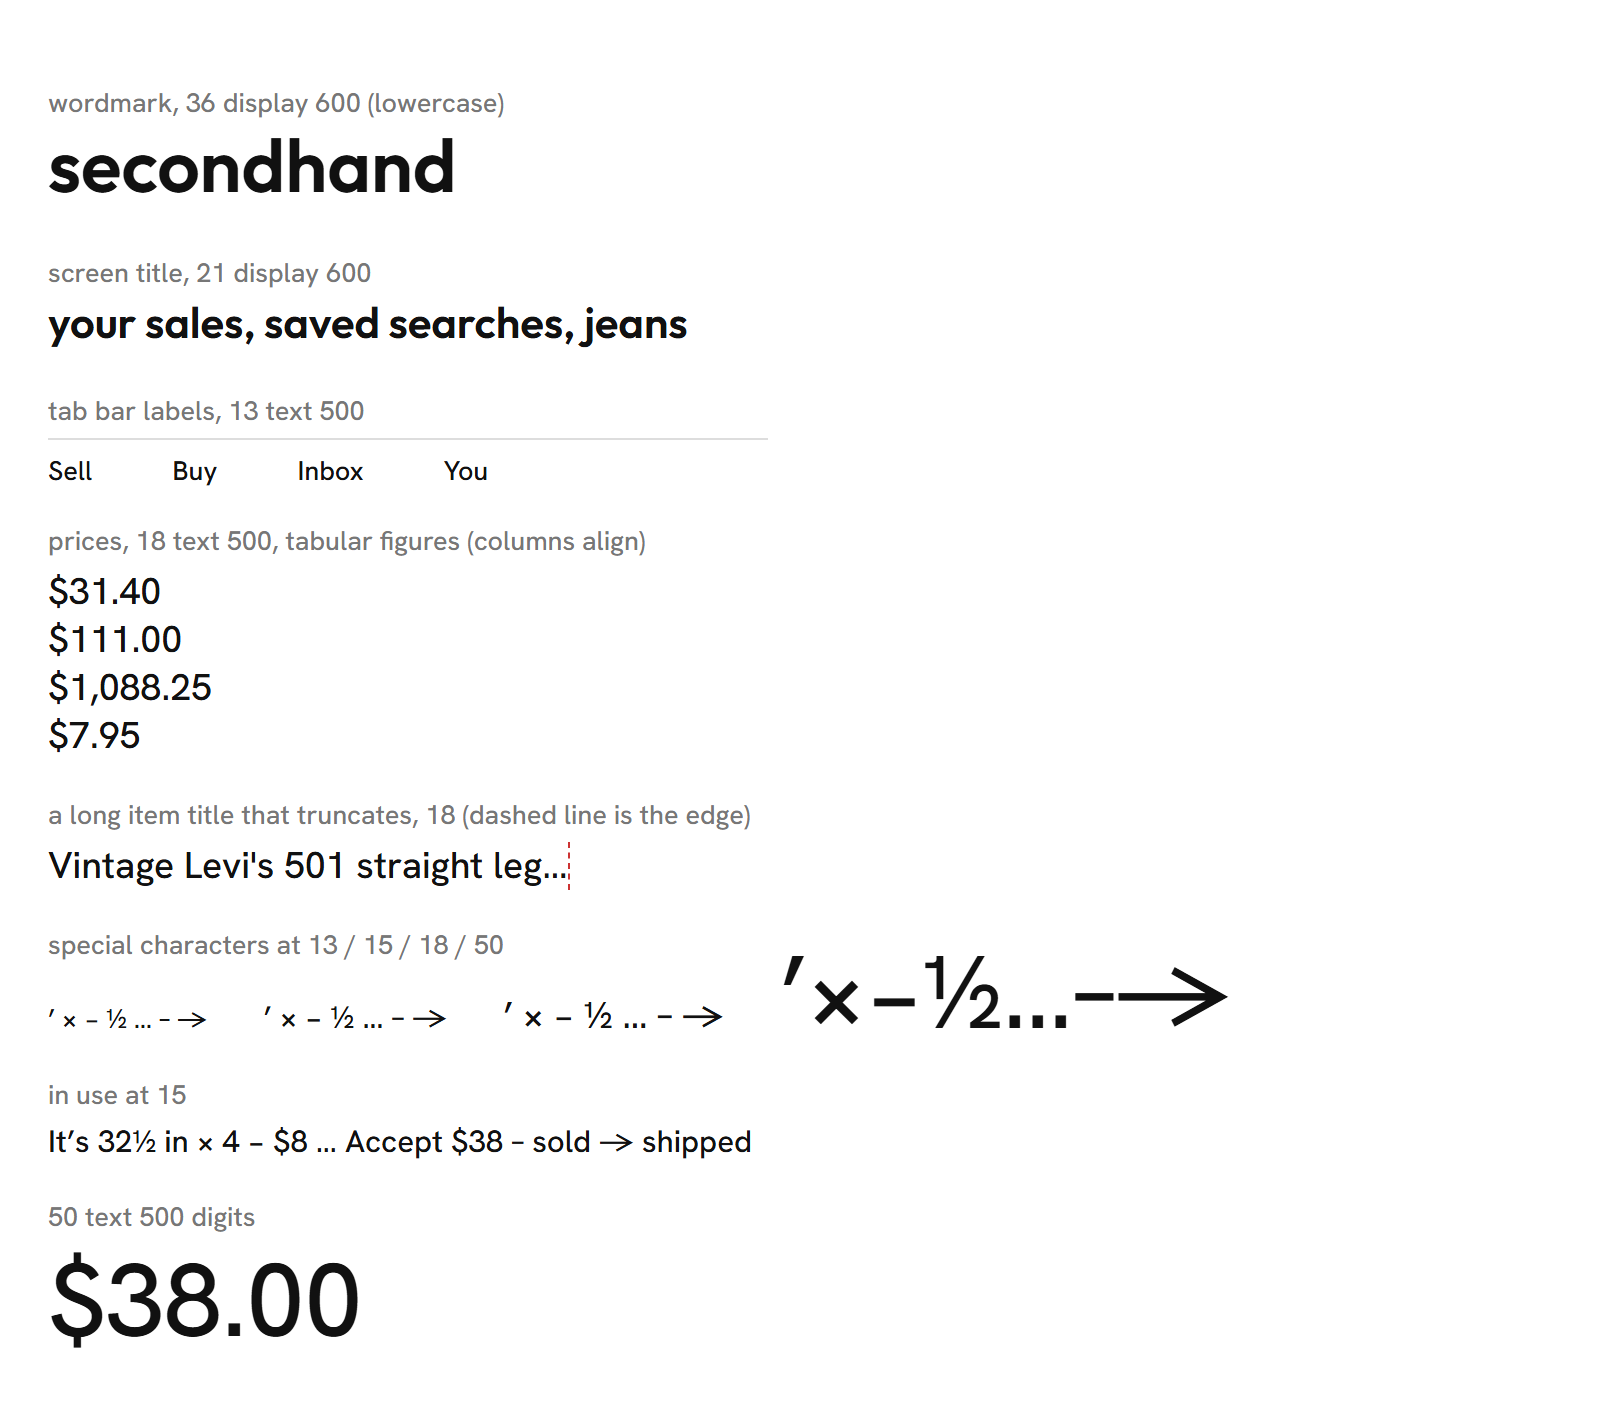 wordmark, 36 display 600 (lowercase)
secondhand
screen title, 21 display 600
your sales, saved searches, jeans
tab bar labels, 13 text 500
Sell Buy Inbox You
prices, 18 text 500, tabular figures (columns align)
$31.40
$111.00
$1,088.25
$7.95
a long item title that truncates, 18 (dashed line is the edge)
Vintage Levi's 501 straight leg…
special characters at 13 / 15 / 18 / 50
’ × – ½ … – → ’ × – ½ … – → ’ × – ½ … – → ’×–½…–→
in use at 15
It’s 32½ in × 4 – $8 … Accept $38 – sold → shipped
50 text 500 digits
$38.00